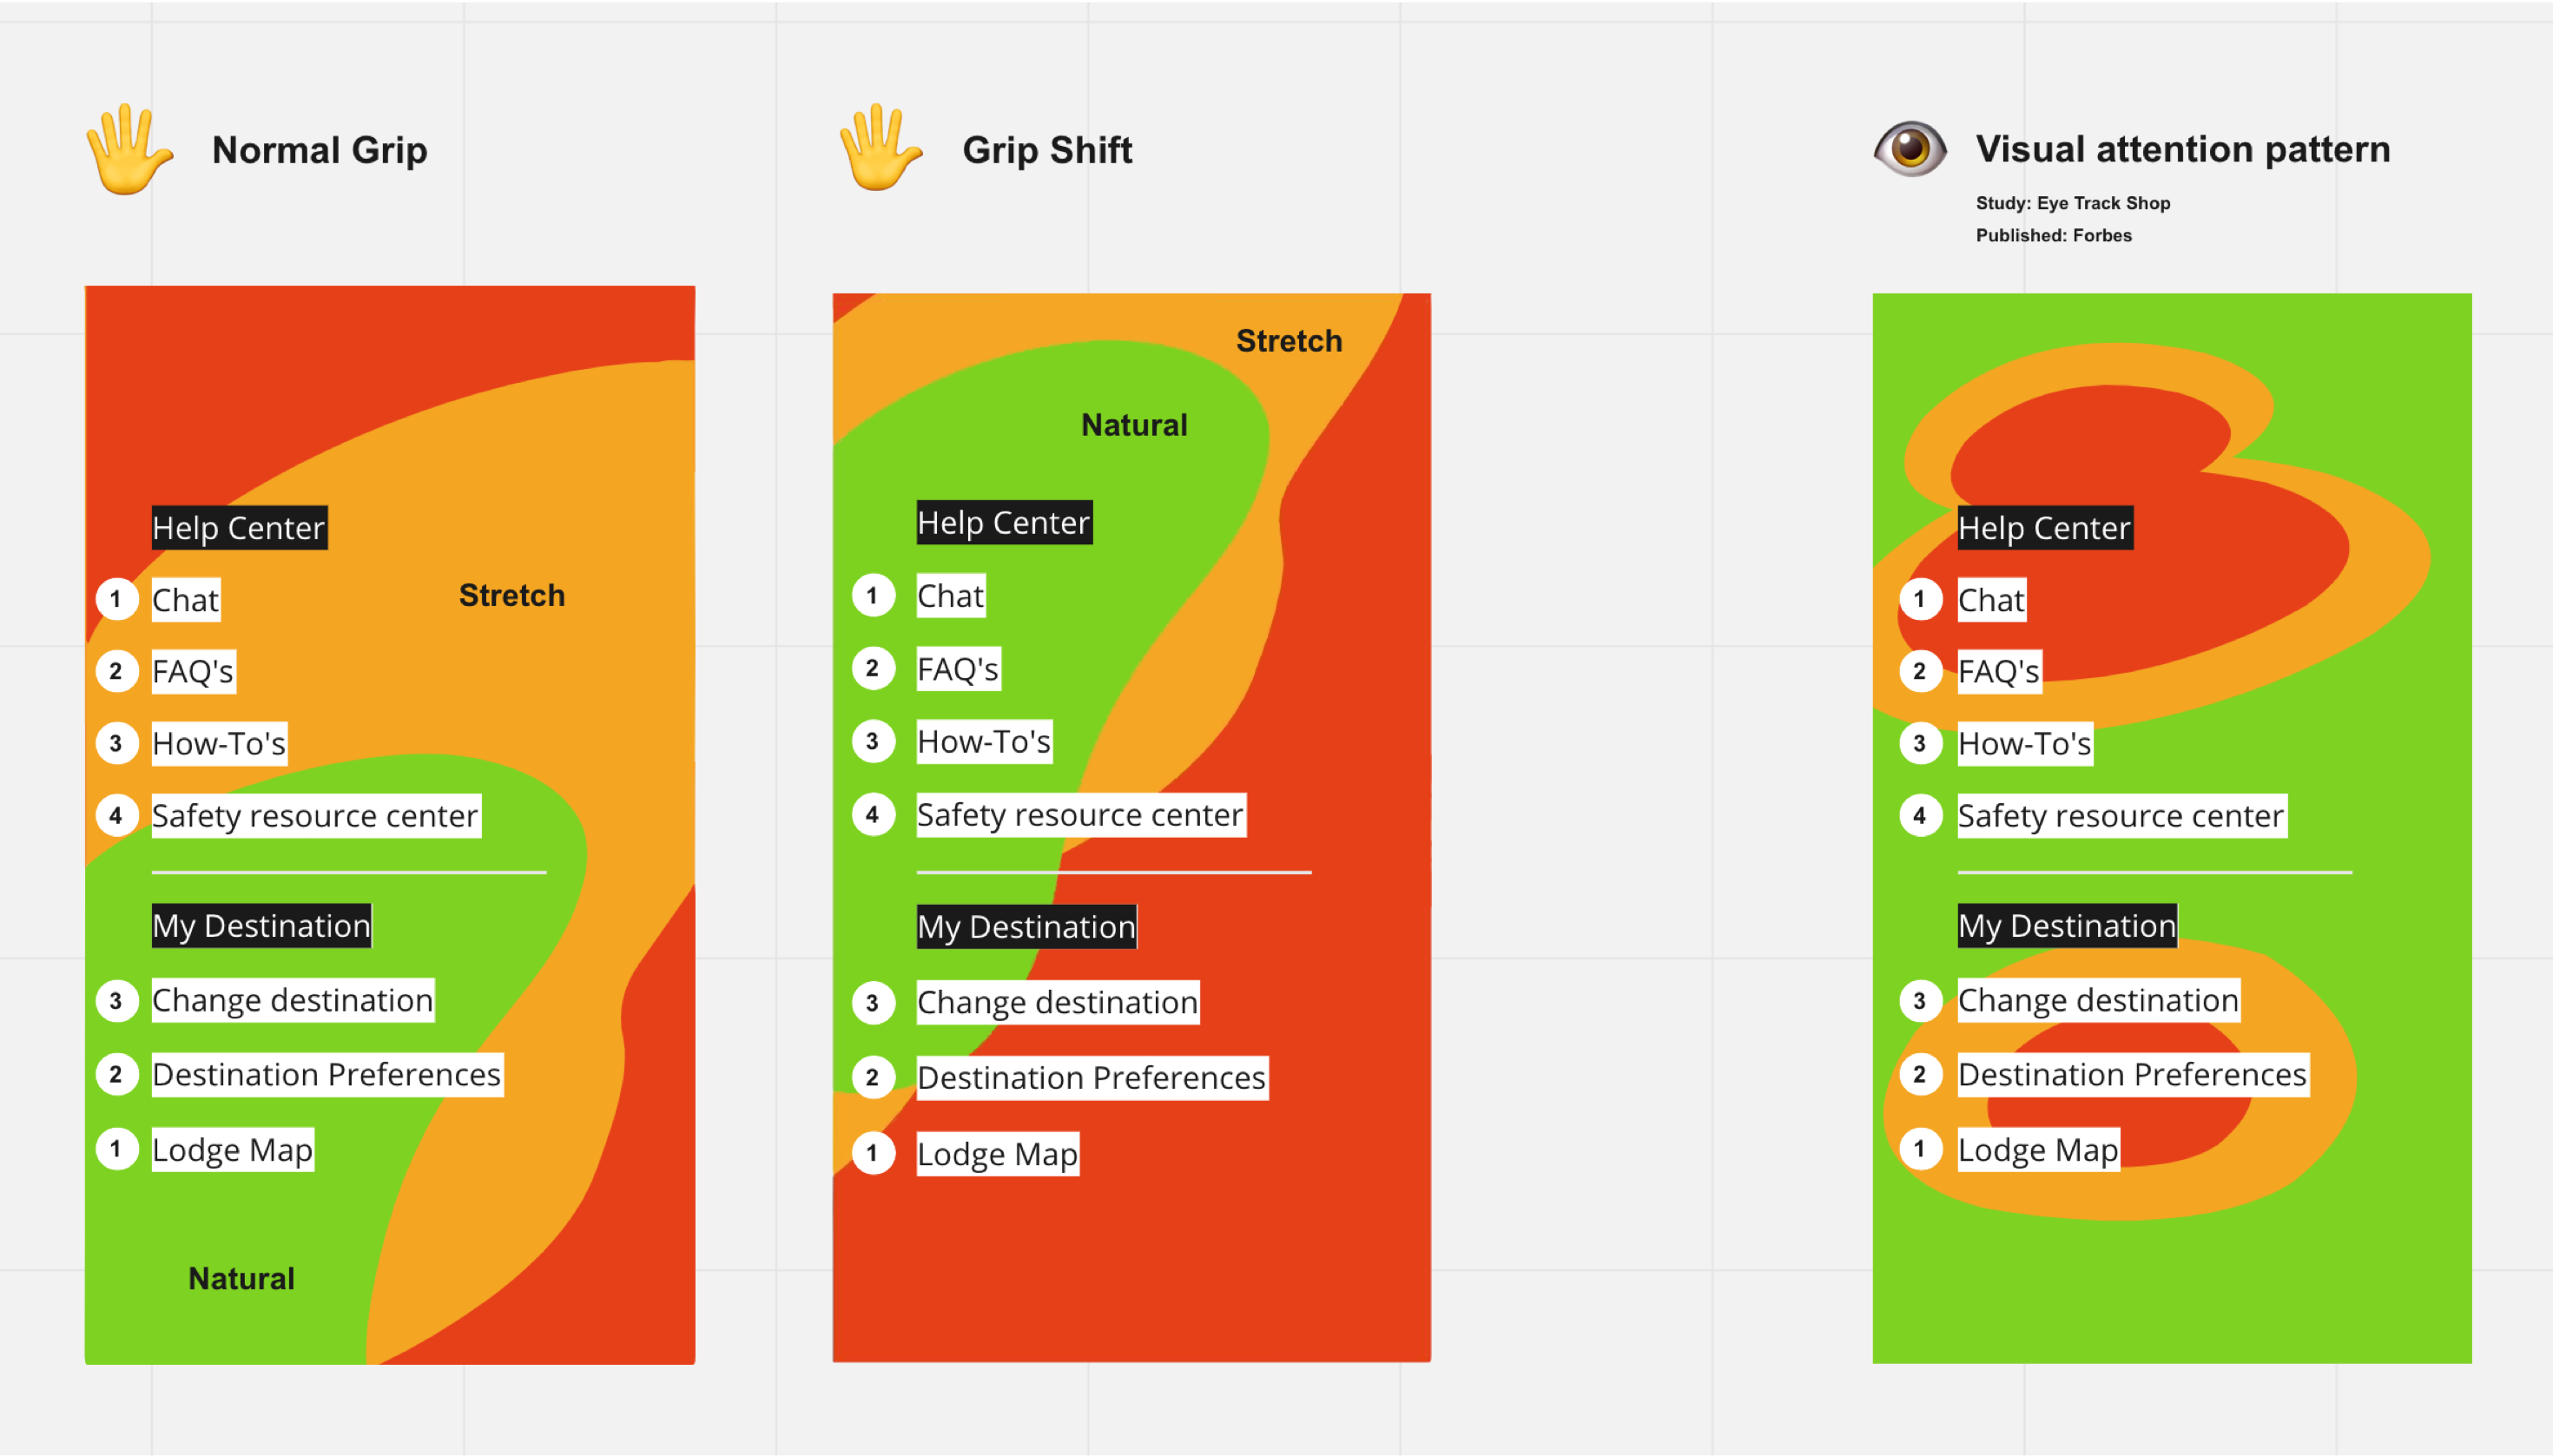 Normal Grip
Stretch
Help Center
1 Chat
2 FAQ's
3 How-To's
4 Safety resource center
My Destination
3 Change destination
2 Destination Preferences
1 Lodge Map
Natural
Grip Shift
Stretch
Natural
Help Center
1 Chat
2 FAQ's
3 How-To's
4 Safety resource center
My Destination
3 Change destination
2 Destination Preferences
1 Lodge Map
Visual attention pattern
Study: Eye Track Shop
Published: Forbes
Help Center
1 Chat
2 FAQ's
3 How-To's
4 Safety resource center
My Destination
3 Change destination
2 Destination Preferences
1 Lodge Map